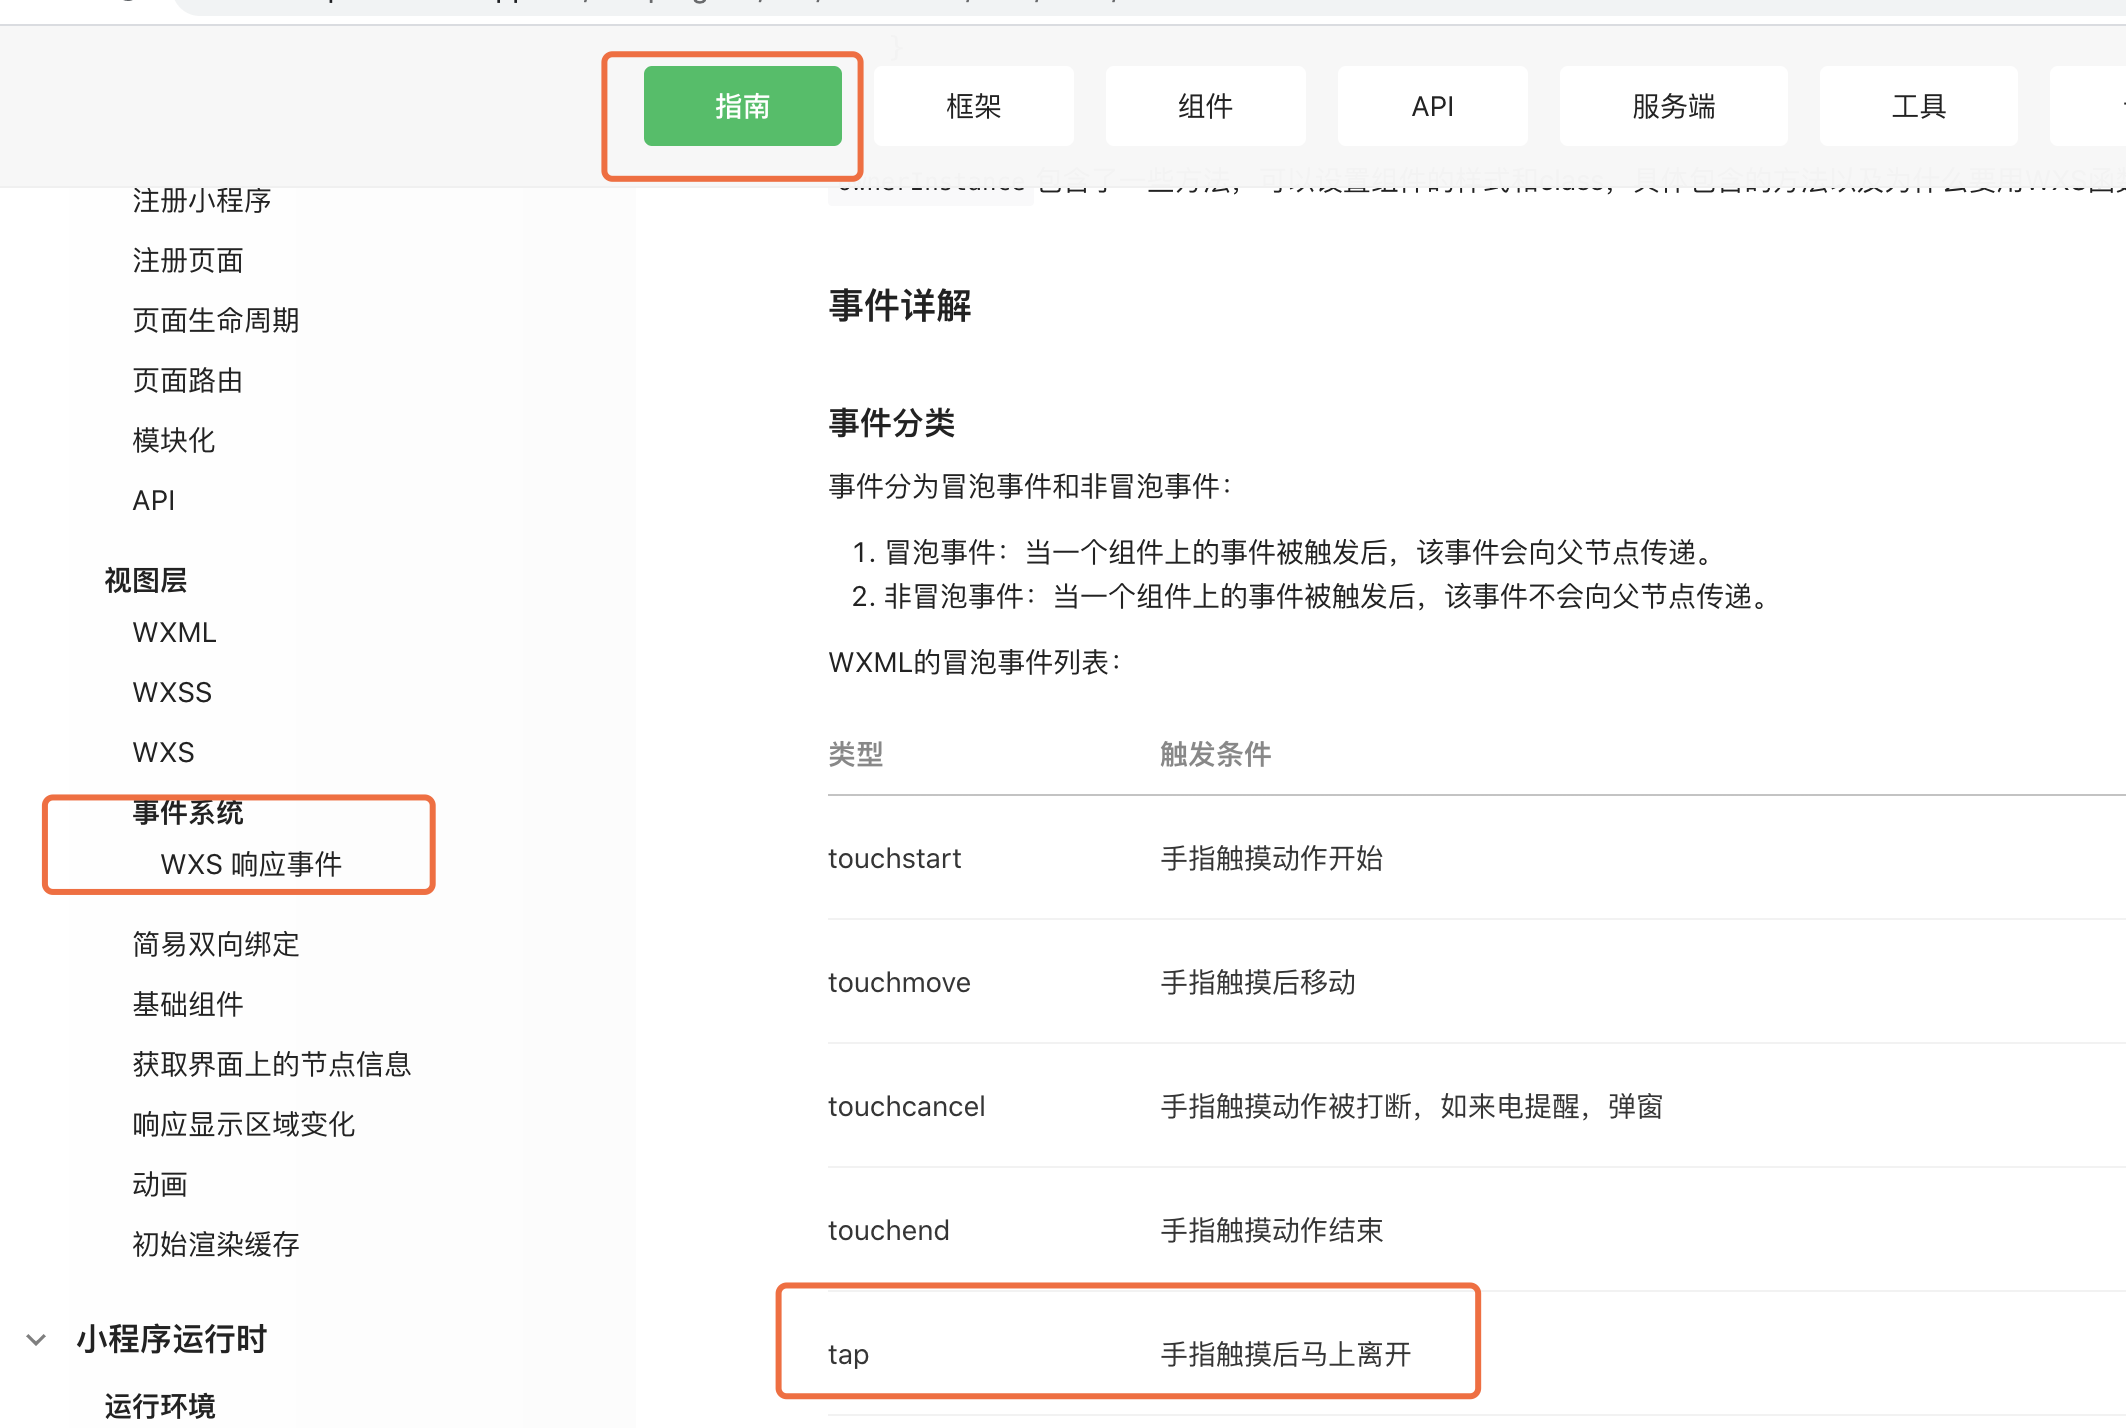 指南
框架
组件
API
服务端
工具
包含了一些方法，可以设置组件的样式和class，具体包含的方法以及为什么要用WXS函
注册小程序
注册页面
页面生命周期
页面路由
模块化
API
视图层
WXML
WXSS
WXS
事件系统
WXS 响应事件
简易双向绑定
基础组件
获取界面上的节点信息
响应显示区域变化
动画
初始渲染缓存
小程序运行时
运行环境
事件详解
事件分类
事件分为冒泡事件和非冒泡事件：
1. 冒泡事件：当一个组件上的事件被触发后，该事件会向父节点传递。
2. 非冒泡事件：当一个组件上的事件被触发后，该事件不会向父节点传递。
WXML的冒泡事件列表：
类型 触发条件
touchstart 手指触摸动作开始
touchmove 手指触摸后移动
touchcancel 手指触摸动作被打断，如来电提醒，弹窗
touchend 手指触摸动作结束
tap 手指触摸后马上离开